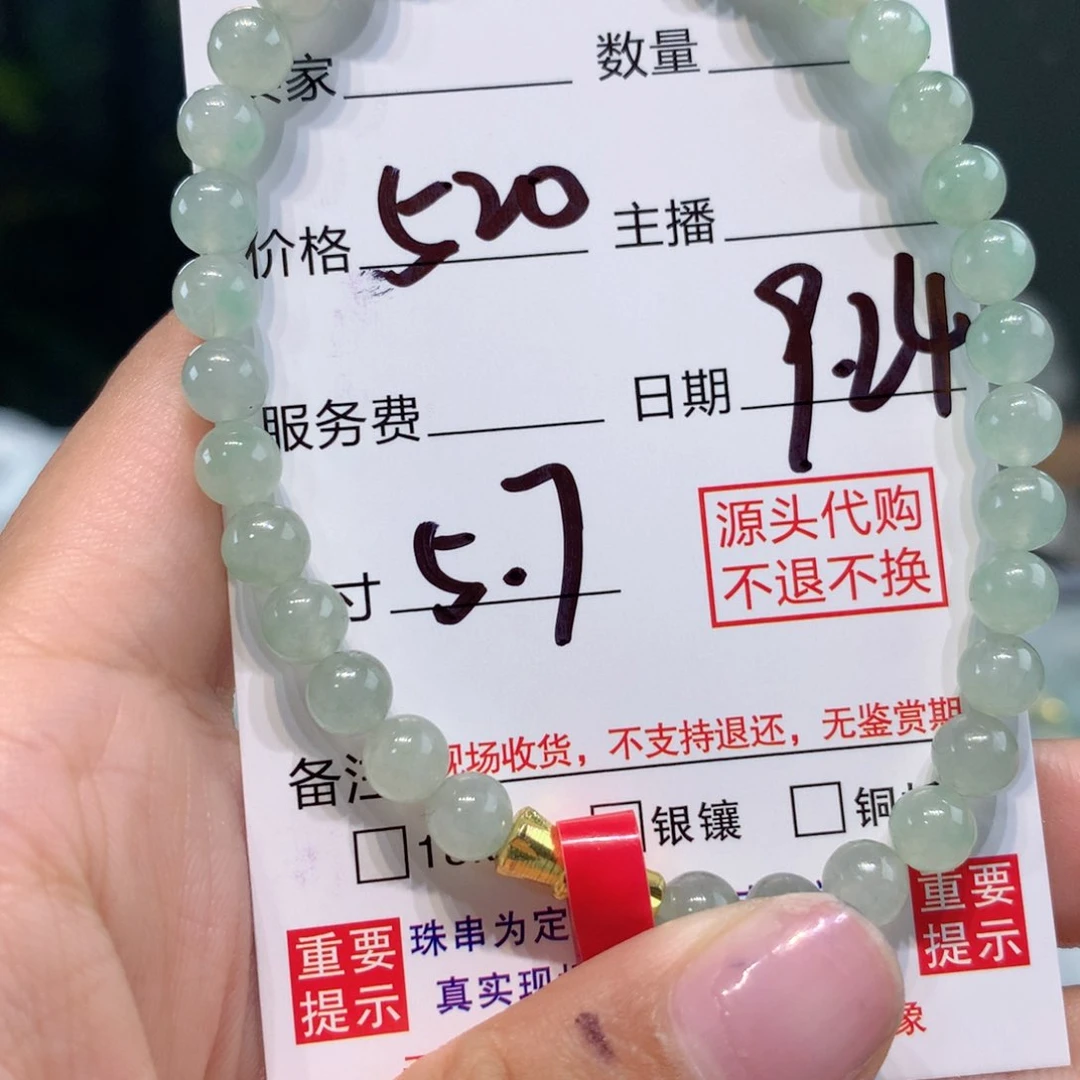 家 数量
价格 520 主播
服务费 日期 9.24
寸 5.7
源头代购
不退不换
现场收货，不支持退还，无鉴赏期
备注
银镶 铜
重要
提示
珠串为定
真实现
重要
提示
象